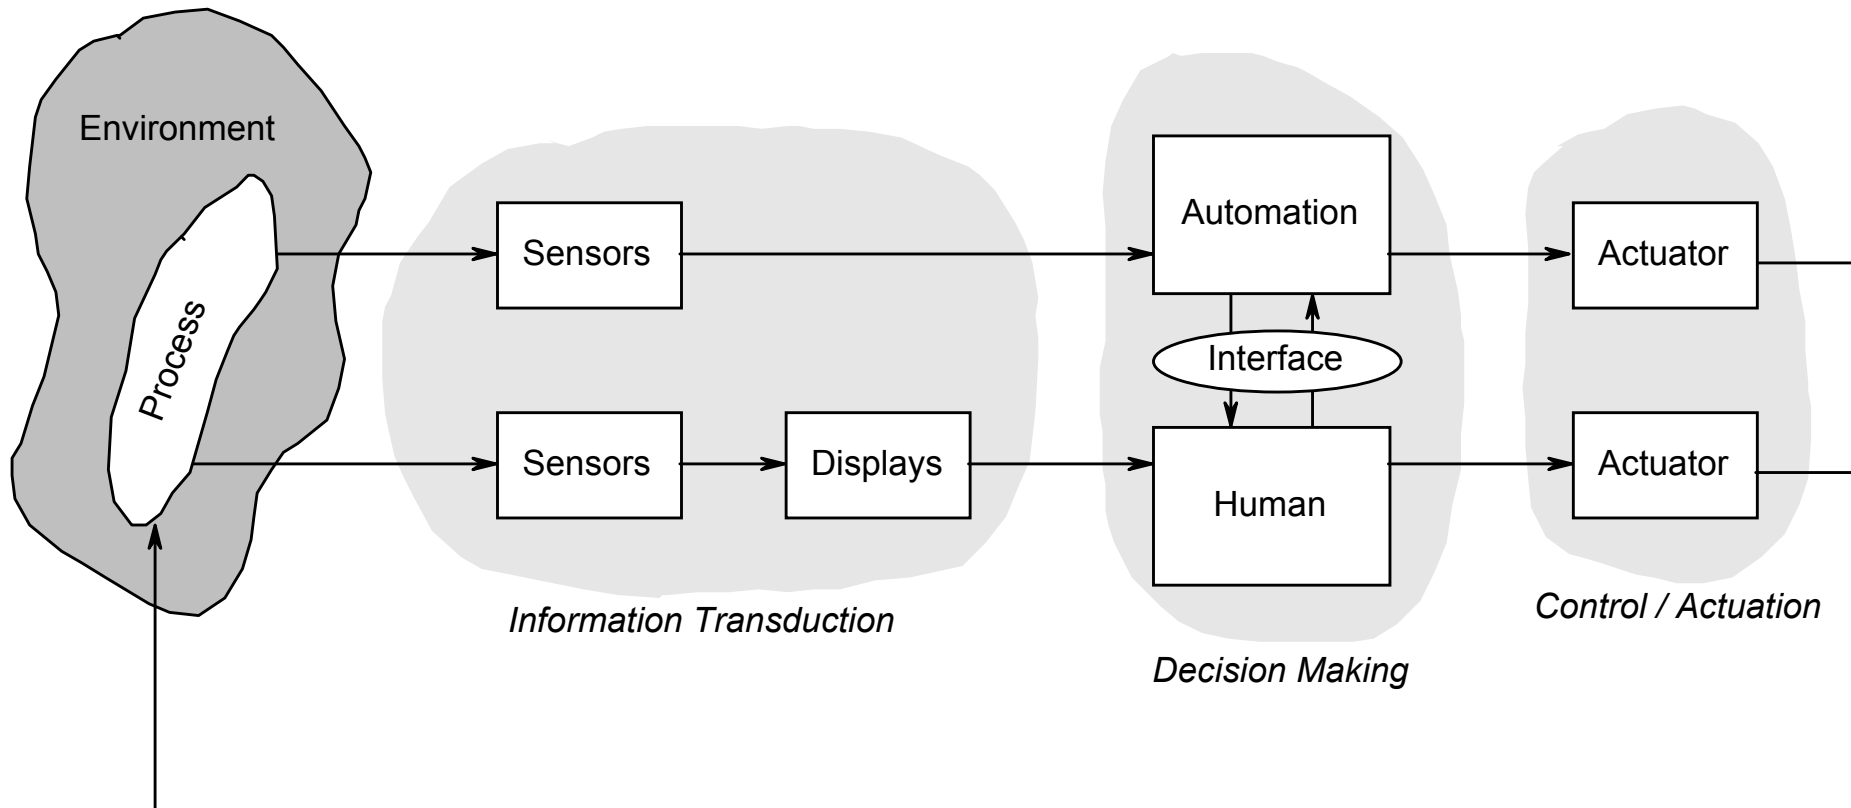 Environment
Process
Sensors
Sensors
Displays
Information Transduction
Automation
Interface
Human
Decision Making
Actuator
Actuator
Control / Actuation